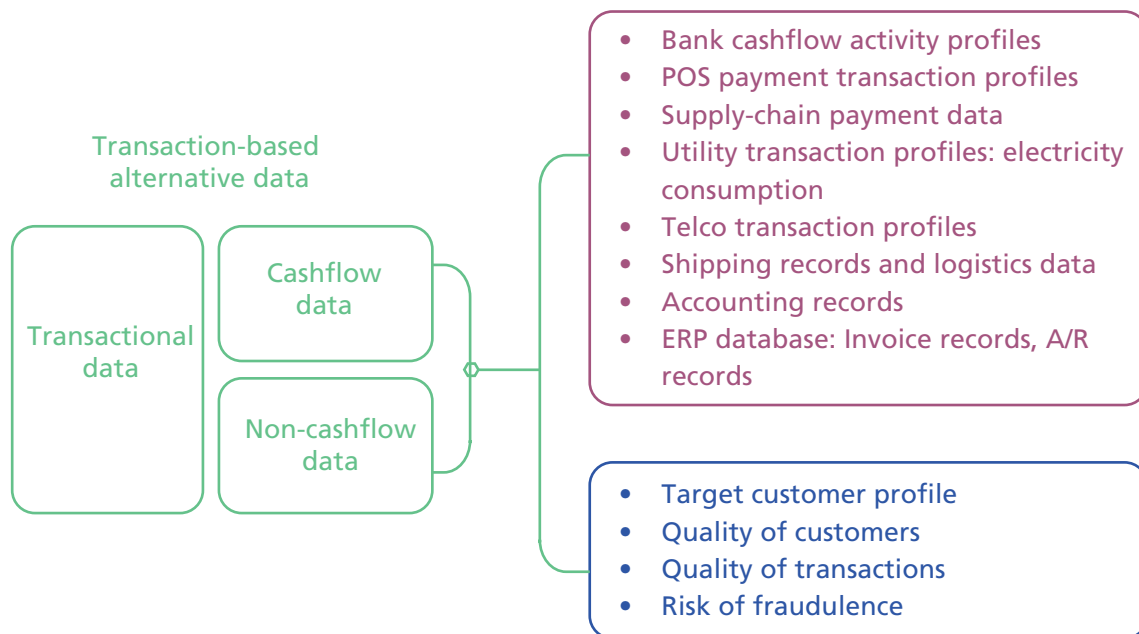 Transaction-based
alternative data
Transactional
data
Cashflow
data
Non-cashflow
data
• Bank cashflow activity profiles
• POS payment transaction profiles
• Supply-chain payment data
• Utility transaction profiles: electricity
consumption
• Telco transaction profiles
• Shipping records and logistics data
• Accounting records
• ERP database: Invoice records, A/R
records
• Target customer profile
• Quality of customers
• Quality of transactions
• Risk of fraudulence